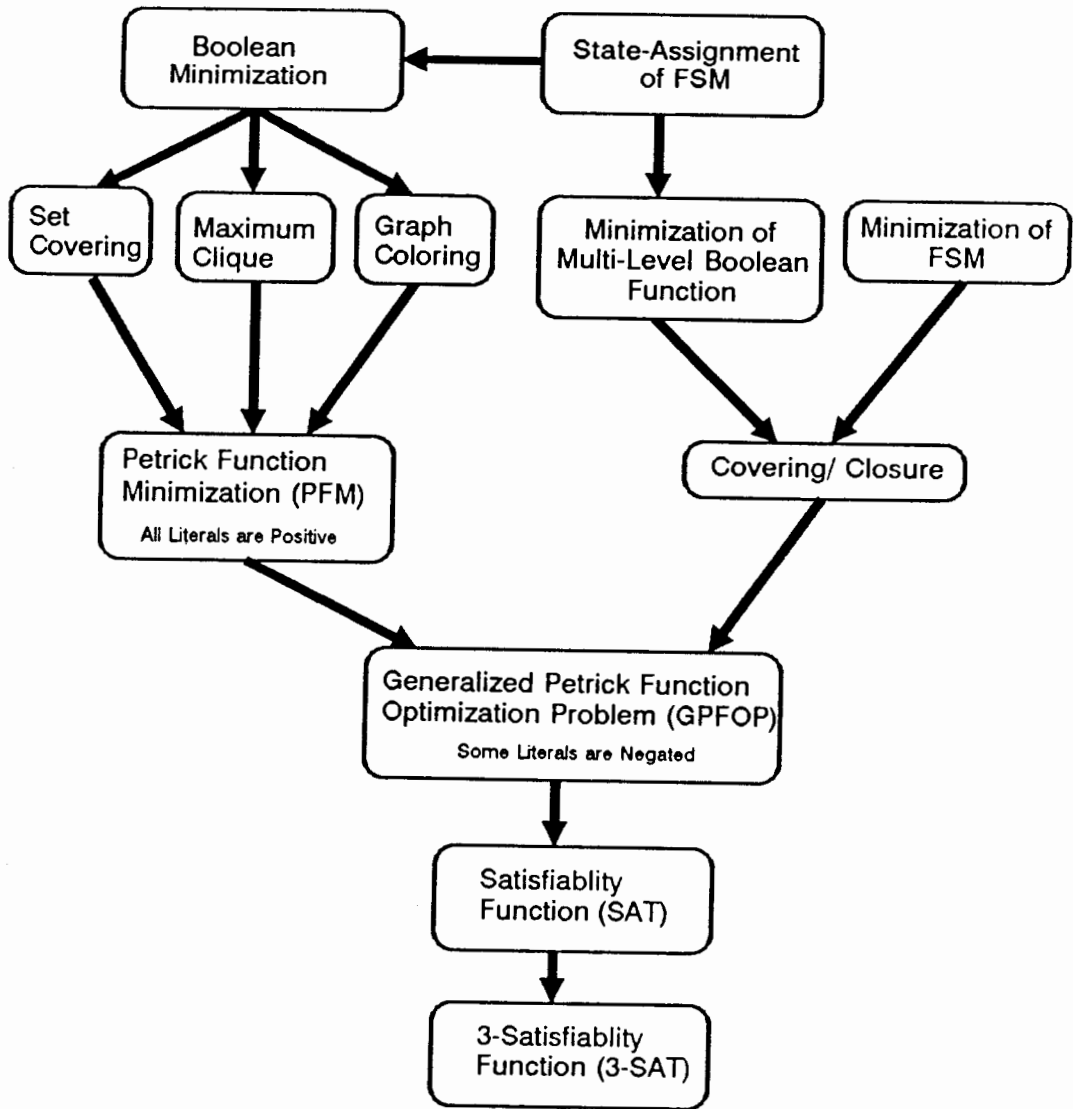 Boolean
Minimization
State-Assignment
of FSM
Set
Covering
Maximum
Clique
Graph
Coloring
Minimization of
Multi-Level Boolean
Function
Minimization of
FSM
Petrick Function
Minimization (PFM)
All Literals are Positive
Covering/ Closure
Generalized Petrick Function
Optimization Problem (GPFOP)
Some Literals are Negated
Satisfiablity
Function (SAT)
3-Satisfiablity
Function (3-SAT)